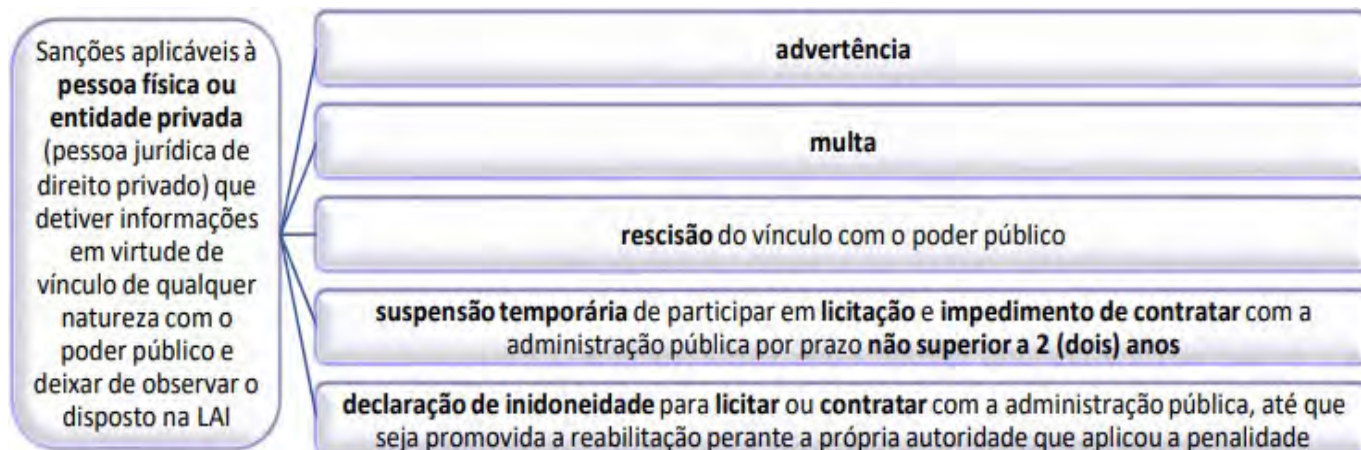 Sanções aplicáveis à
pessoa física ou
entidade privada
(pessoa jurídica de
direito privado) que
detiver informações
em virtude de
vínculo de qualquer
natureza com o
poder público e
deixar de observar o
disposto na LAI
advertência
multa
rescisão do vínculo com o poder público
suspensão temporária de participar em licitação e impedimento de contratar com a
administração pública por prazo não superior a 2 (dois) anos
declaração de inidoneidade para licitar ou contratar com a administração pública, até que
seja promovida a reabilitação perante a própria autoridade que aplicou a penalidade